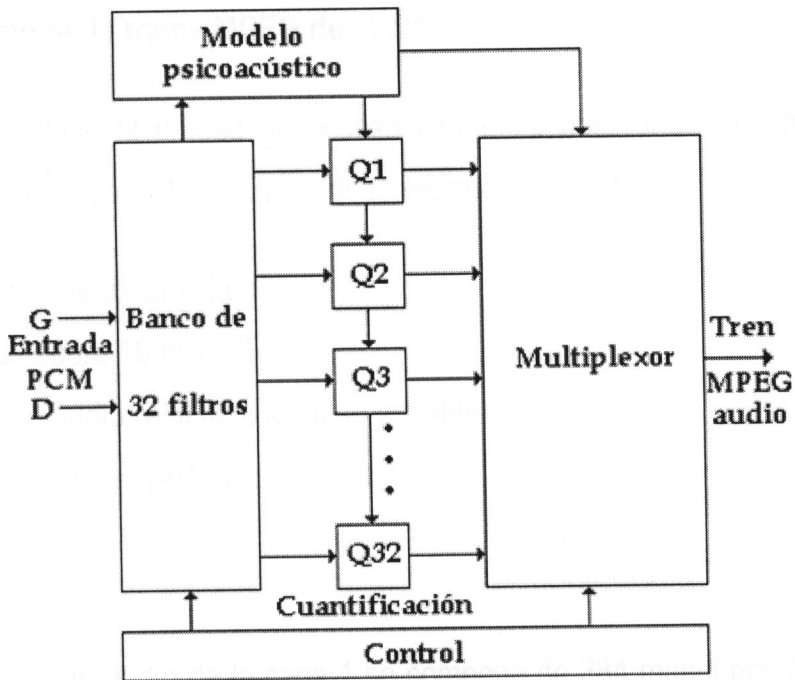 Modelo
psicoacústico
Q1
Q2
Q3
Q32
G
Entrada
PCM
D
Banco de
32 filtros
Multiplexor
Tren
MPEG
audio
Cuantificación
Control